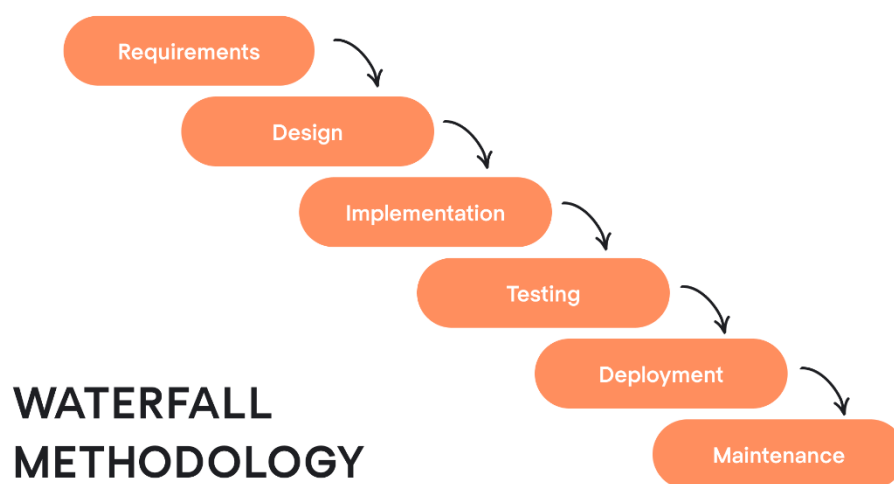 Requirements
Design
Implementation
Testing
Deployment
Maintenance
WATERFALL
METHODOLOGY